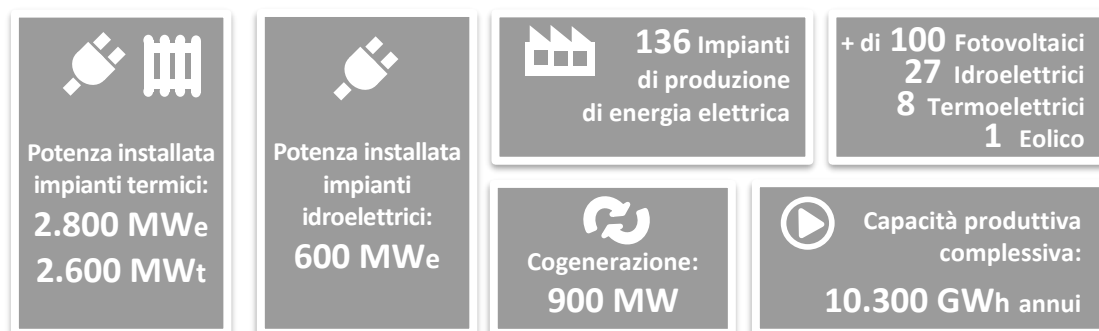 Potenza installata
impianti termici:
2.800 MWe
2.600 MWt
Potenza installata
impianti
idroelettrici:
600 MWe
136 Impianti
di produzione
di energia elettrica
+ di 100 Fotovoltaici
27 Idroelettrici
8 Termoelettrici
1 Eolico
Cogenerazione:
900 MW
Capacità produttiva
complessiva:
10.300 GWh annui